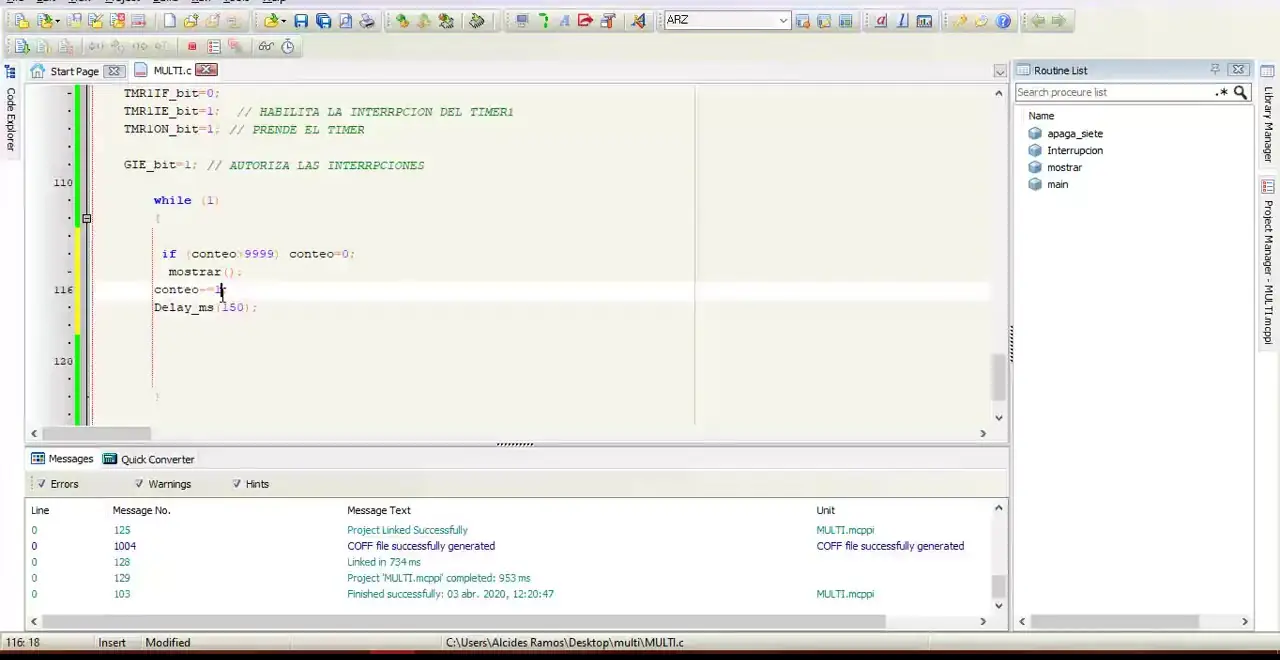 ARZ
Start Page
MULTI.c
Code Explorer
TMR1IF_bit=0;
TMR1IE_bit=1; // HABILITA LA INTERRPCION DEL TIMER1
TMR1ON_bit=1; // PRENDE EL TIMER
GIE_bit=1; // AUTORIZA LAS INTERRPCIONES
110
while (1)
{
if (conteo>9999) conteo=0;
mostrar();
116
Delay_ms(150);
120
}
Routine List
Search proceure list
.*
Name
apaga_siete
Interrupcion
mostrar
main
Library Manager
Project Manager - MULTI.mcppi
Messages
Quick Converter
Errors
Warnings
Hints
Line Message No. Message Text Unit
0 125 Project Linked Successfully MULTI.mcppi
0 1004 COFF file successfully generated COFF file successfully generated
0 128 Linked in 734 ms
0 129 Project 'MULTI.mcppi' completed: 953 ms
0 103 Finished successfully: 03 abr. 2020, 12:20:47 MULTI.mcppi
116: 18 Insert Modified C:\Users\Alcides Ramos\Desktop\multi\MULTI.c